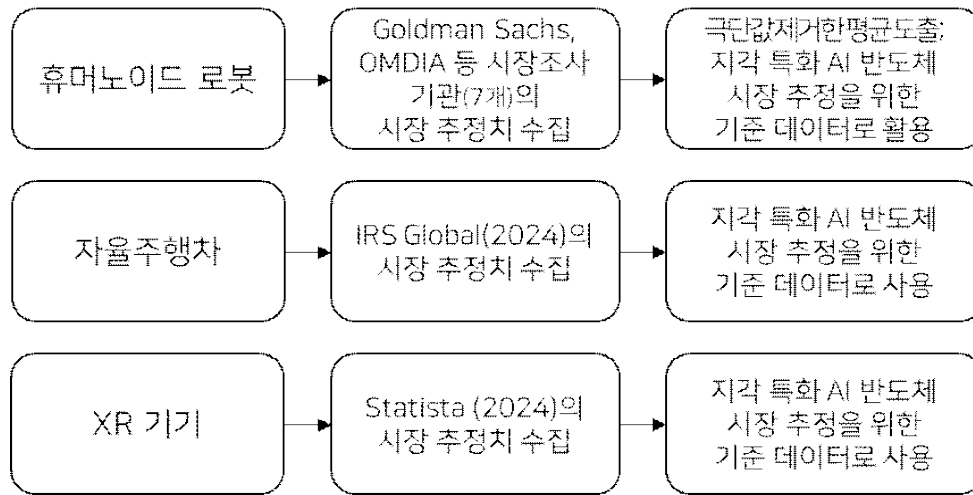 휴머노이드 로봇
Goldman Sachs,
OMDIA 등 시장조사
기관(7개)의
시장 추정치 수집
극단값제거한평균도출;
지각 특화 AI 반도체
시장 추정을 위한
기준 데이터로 활용
자율주행차
IRS Global(2024)의
시장 추정치 수집
지각 특화 AI 반도체
시장 추정을 위한
기준 데이터로 사용
XR 기기
Statista (2024)의
시장 추정치 수집
지각 특화 AI 반도체
시장 추정을 위한
기준 데이터로 사용